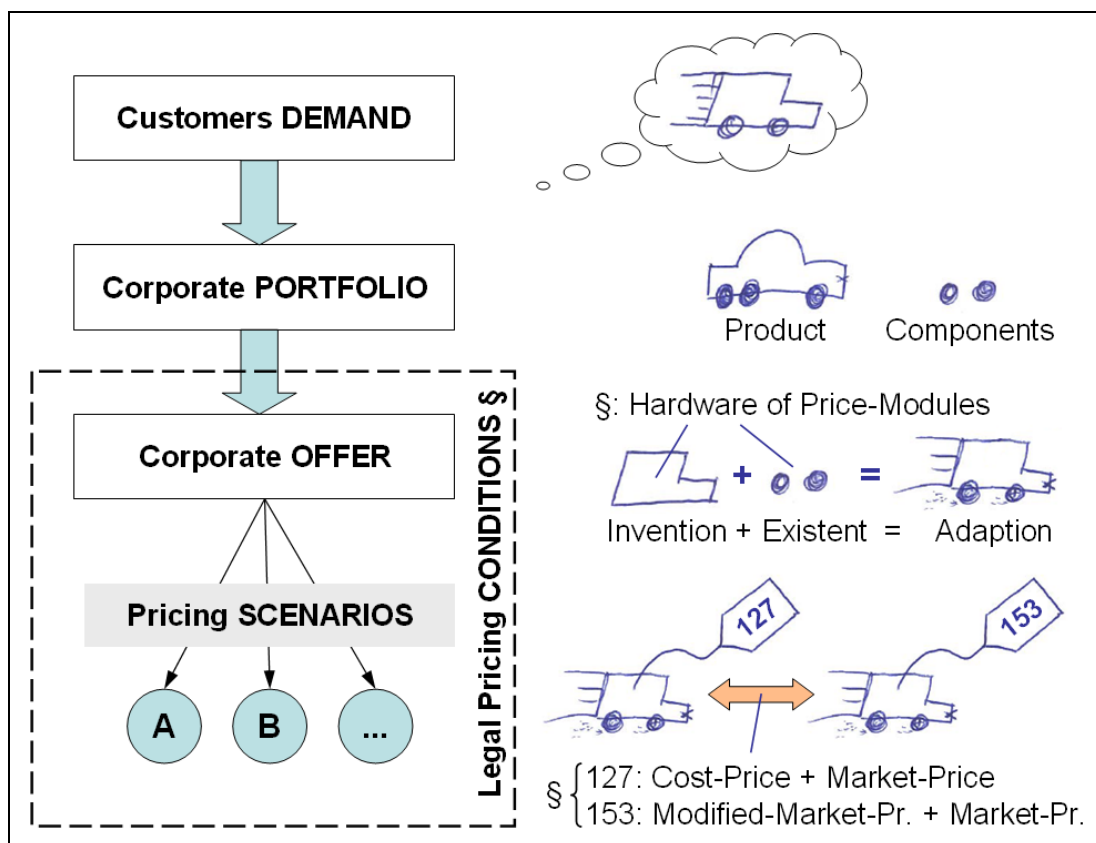 Customers DEMAND
Corporate PORTFOLIO
Product
Components
Legal Pricing CONDITIONS §
Corporate OFFER
§: Hardware of Price-Modules
+ =
Invention + Existent = Adaption
Pricing SCENARIOS
127
153
A
B
...
§ { 127: Cost-Price + Market-Price
153: Modified-Market-Pr. + Market-Pr.